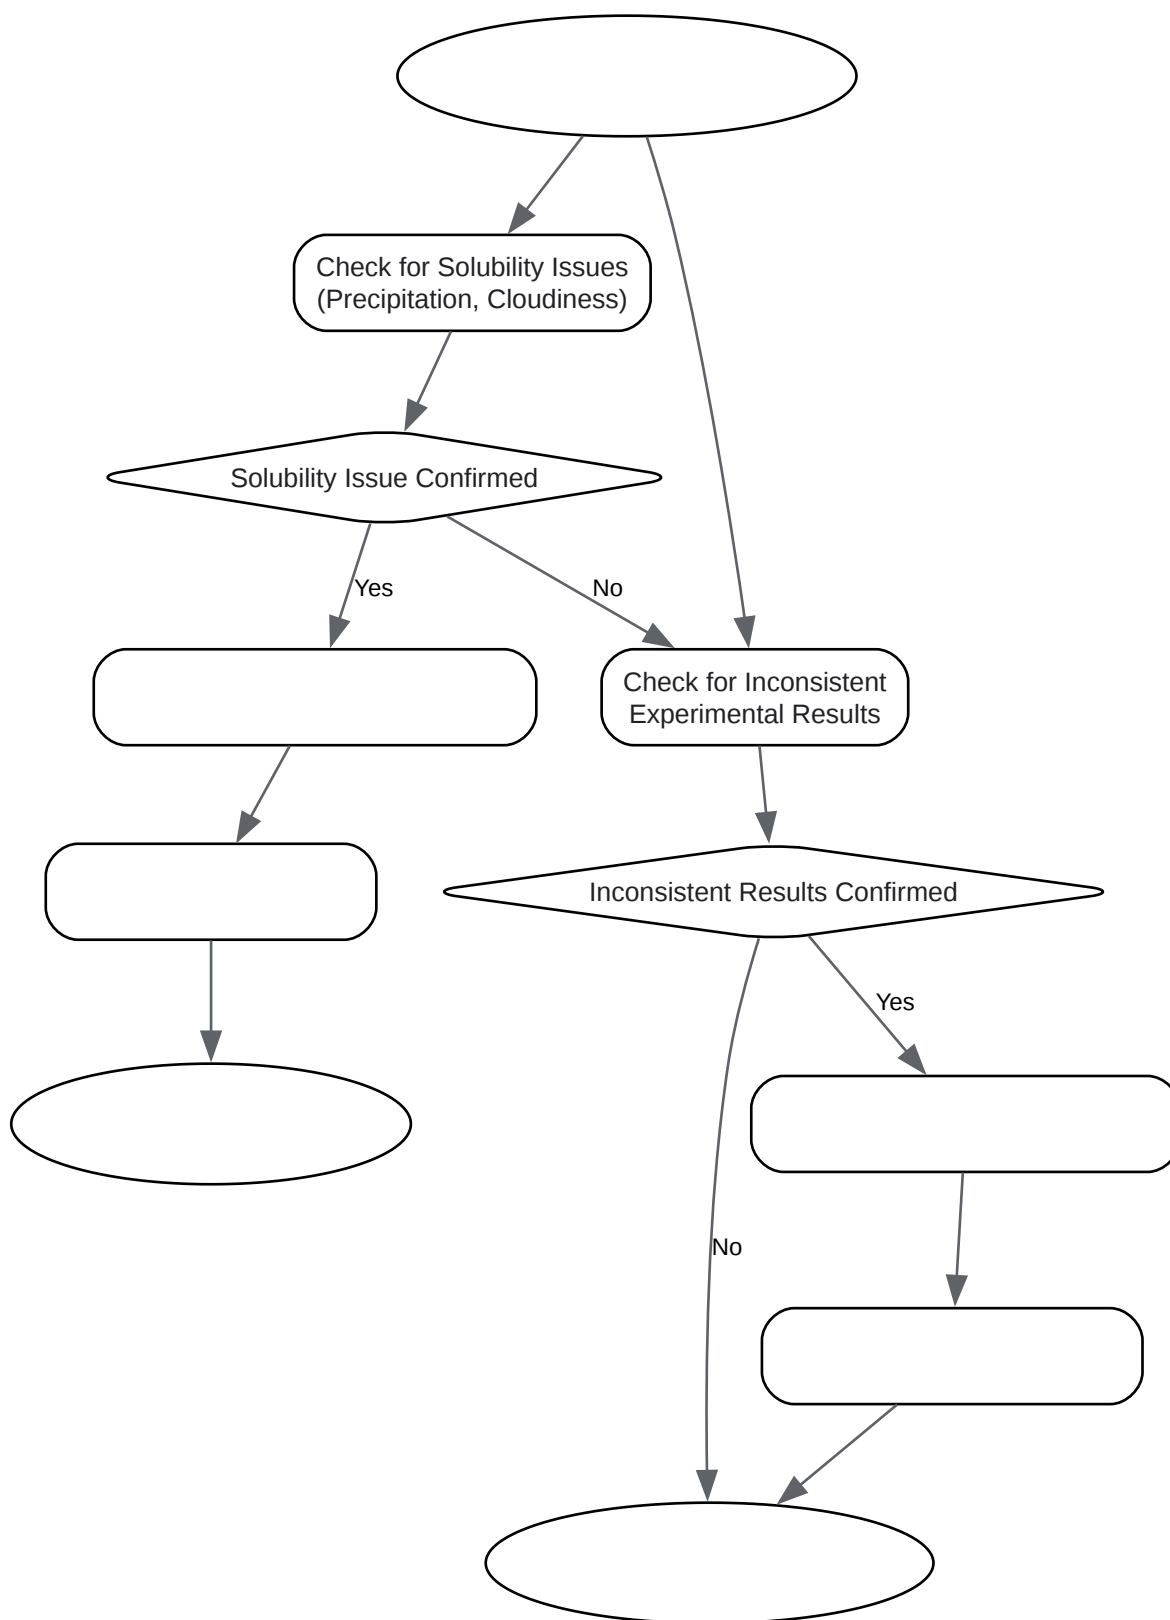 Check for Solubility Issues
(Precipitation, Cloudiness)
Solubility Issue Confirmed
Yes
No
Check for Inconsistent
Experimental Results
Inconsistent Results Confirmed
Yes
No